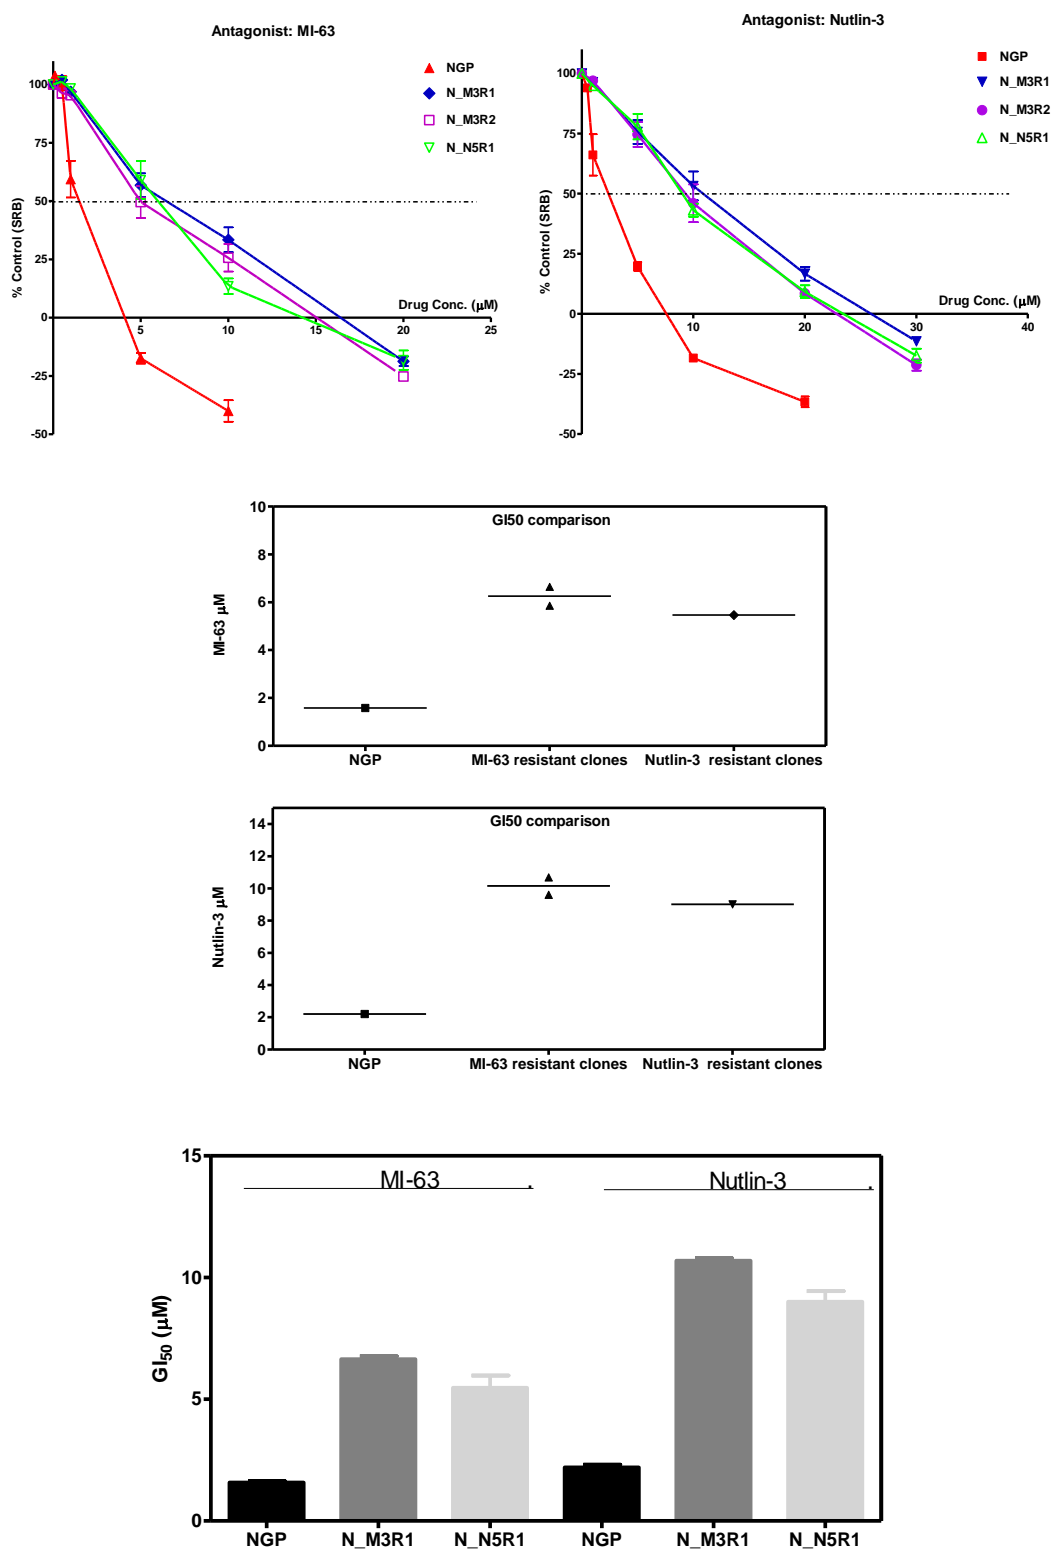 Antagonist: MI-63
NGP
N_M3R1
N_M3R2
N_N5R1
% Control (SRB)
100
75
50
25
0
-25
-50
5
10
15
20
25
Drug Conc. (μM)
Antagonist: Nutlin-3
NGP
N_M3R1
N_M3R2
N_N5R1
% Control (SRB)
100
75
50
25
0
-25
-50
10
20
30
40
Drug Conc. (μM)
GI50 comparison
MI-63 μM
10
8
6
4
2
0
NGP
MI-63 resistant clones
Nutlin-3 resistant clones
GI50 comparison
Nutlin-3 μM
14
12
10
8
6
4
2
0
NGP
MI-63 resistant clones
Nutlin-3 resistant clones
MI-63 .
Nutlin-3 .
GI50 (μM)
15
10
5
0
NGP
N_M3R1
N_N5R1
NGP
N_M3R1
N_N5R1